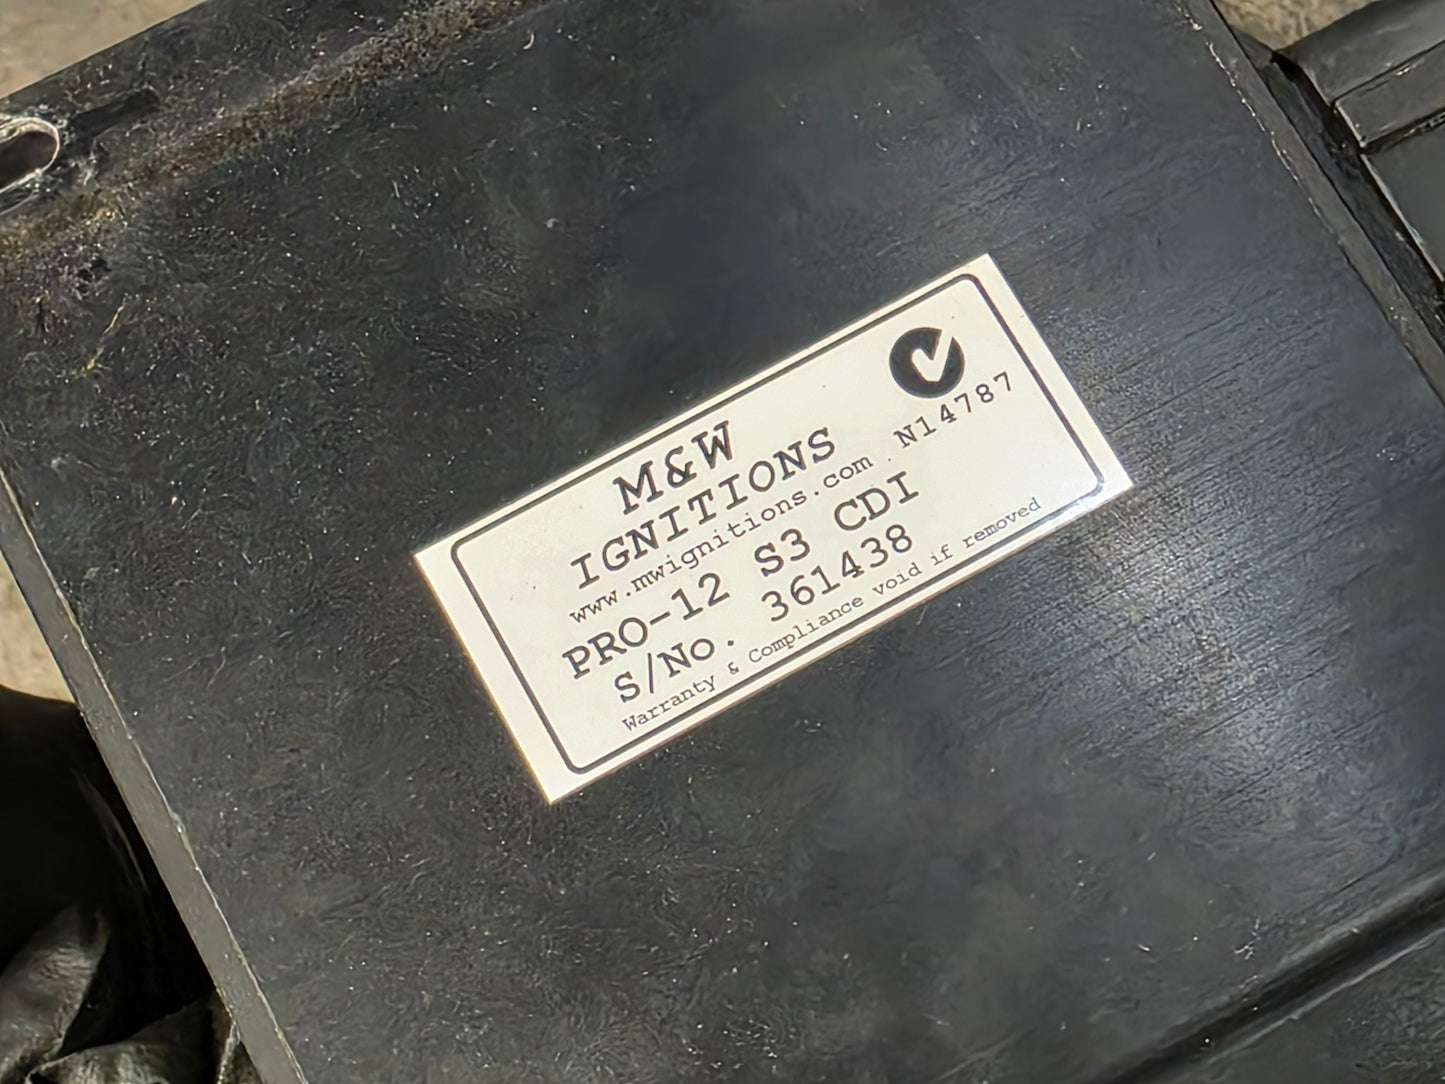 M&W
IGNITIONS
www.mwignitions.com N14787
PRO-12 S3 CDI
S/No. 361438
Warranty & Compliance void if removed